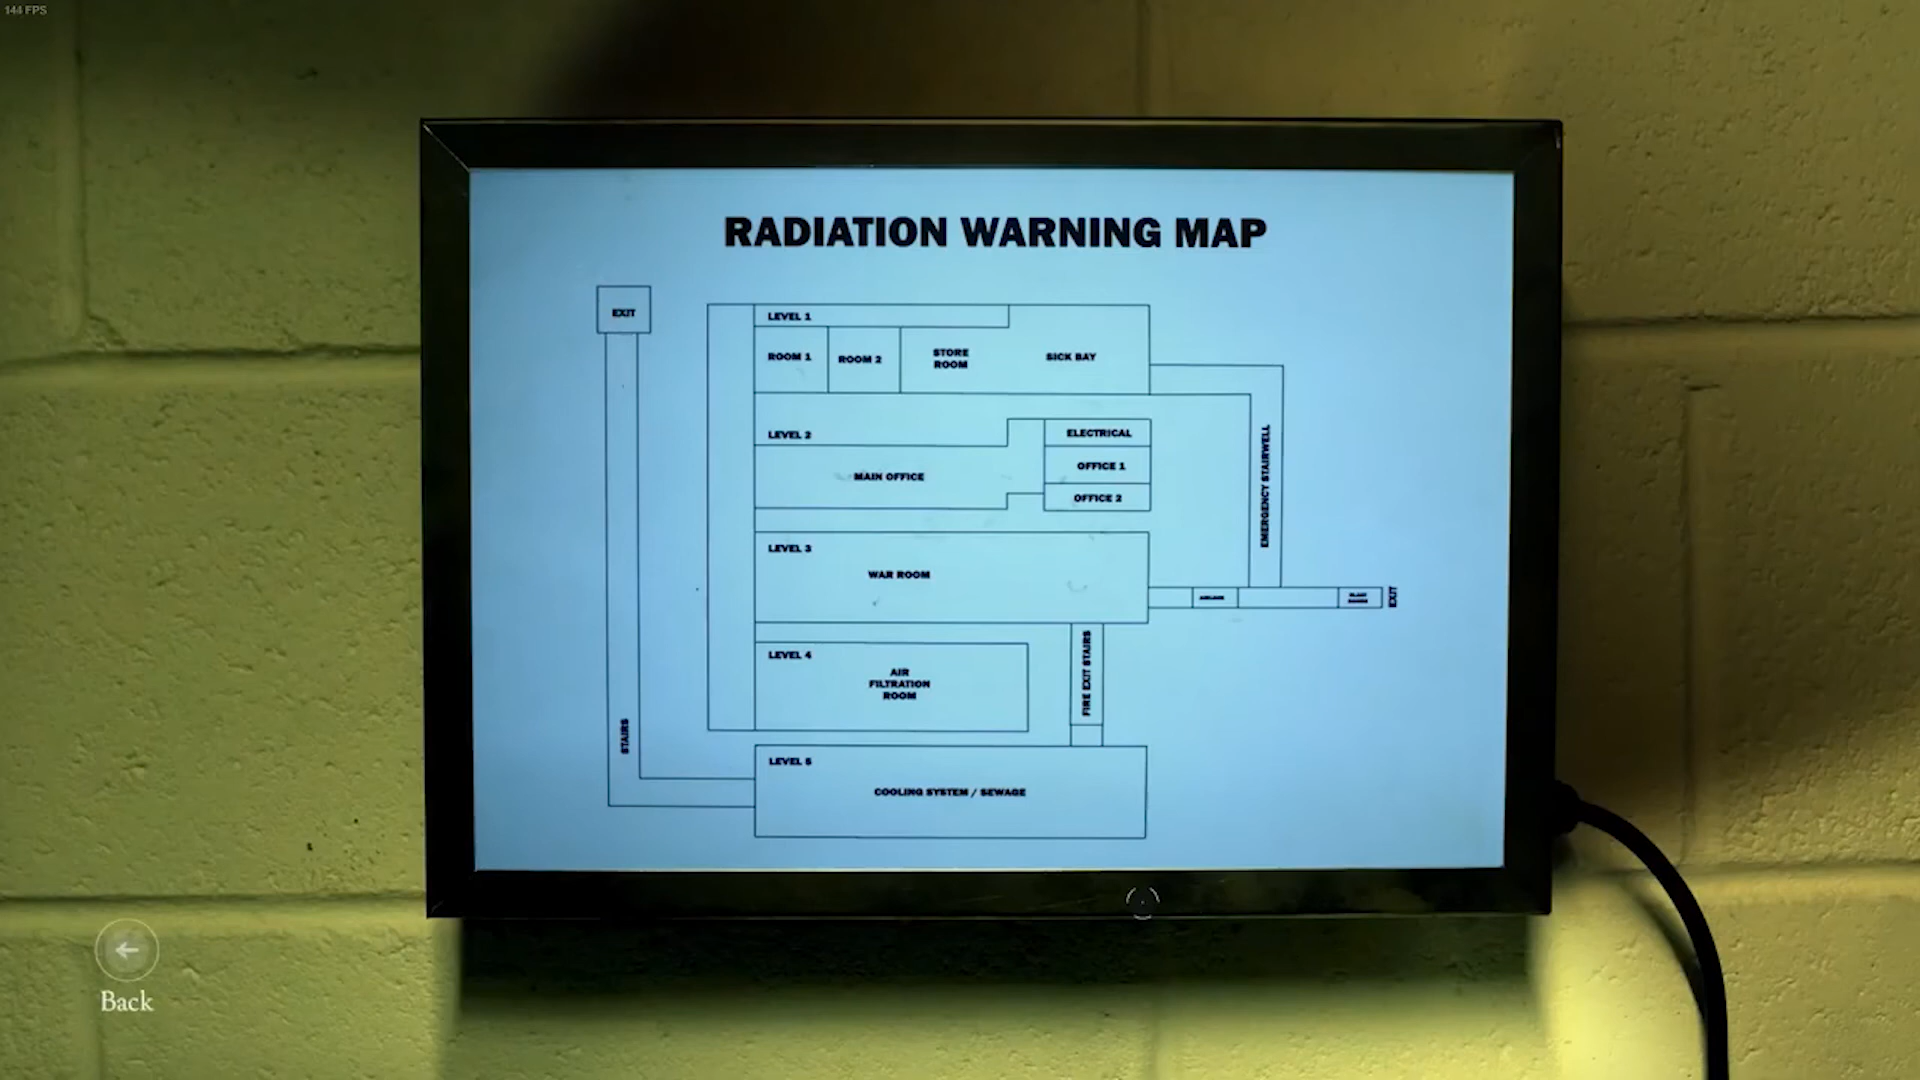 144 FPS
RADIATION WARNING MAP
EXIT
LEVEL 1
ROOM 1
ROOM 2
STORE
ROOM
SICK BAY
LEVEL 2
MAIN OFFICE
ELECTRICAL
OFFICE 1
OFFICE 2
EMERGENCY STAIRWELL
LEVEL 3
WAR ROOM
EXIT
LEVEL 4
AIR
FILTRATION
ROOM
FIRE EXIT STAIRS
STAIRS
LEVEL 5
COOLING SYSTEM / SEWAGE
Back